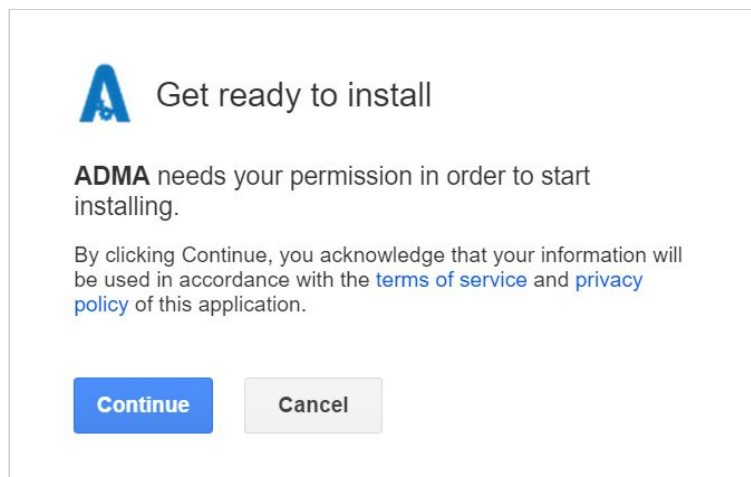 Get ready to install
ADMA needs your permission in order to start
installing.
By clicking Continue, you acknowledge that your information will
be used in accordance with the terms of service and privacy
policy of this application.
Continue Cancel